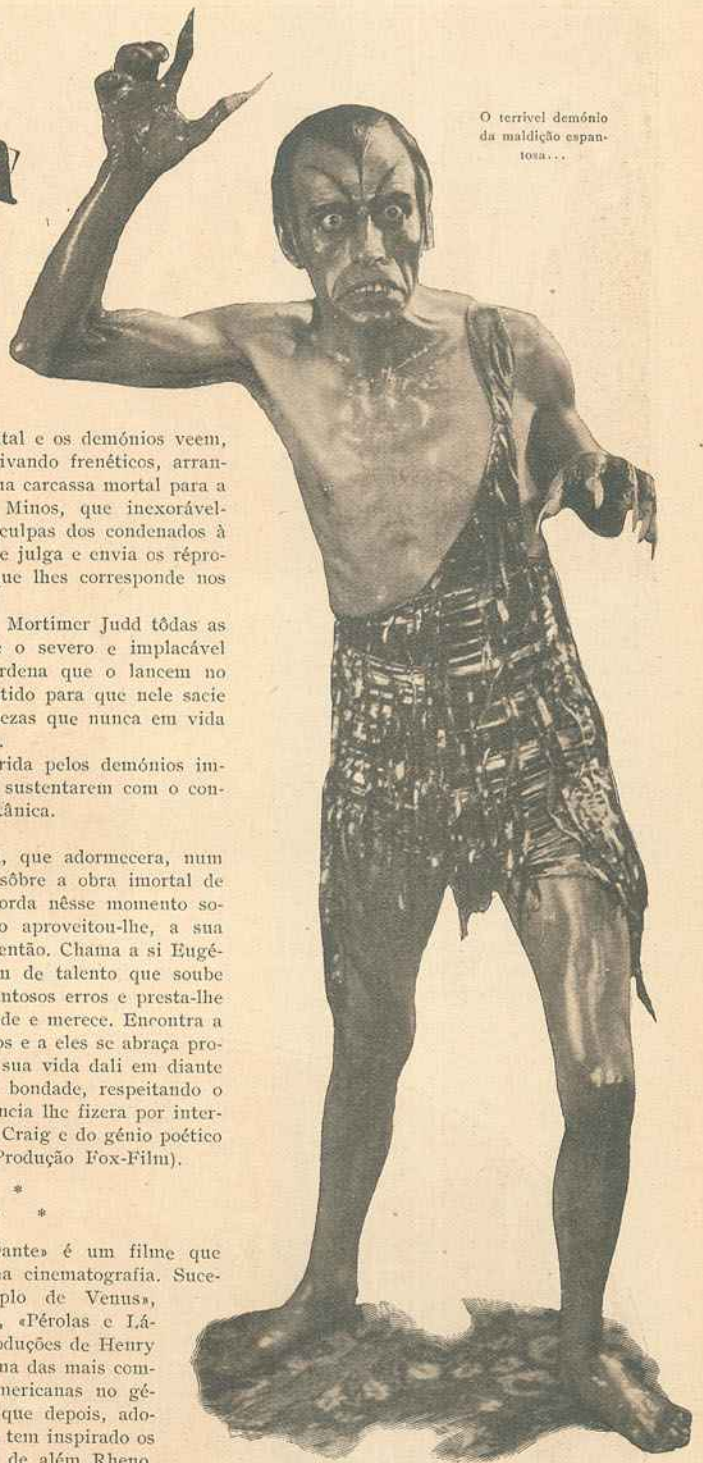 O terrivel demónio
da maldição espan-
tosa...
tal e os demónios veem,
ivando frenéticos, arran-
na carcassa mortal para a
Minos, que inexorável-
culpas dos condenados à
e julga e envia os répro-
que lhes corresponde nos
Mortimer Judd tôdas as
e o severo e implacável
rdena que o lancem no
tido para que nele sacie
ezas que nunca em vida
.
rida pelos demónios im-
sustentarem com o con-
tânica.
, que adormecera, num
sôbre a obra imortal de
orda nêsse momento so-
o aproveitou-lhe, a sua
então. Chama a si Eugé-
n de talento que soube
ntosos erros e presta-lhe
de e merece. Encontra a
os e a eles se abraça pro-
sua vida dali em diante
bondade, respeitando o
ncia lhe fizera por inter-
Craig e do génio poético
Produção Fox-Film).
*
*
Dante» é um filme que
na cinematografia. Suce-
plo de Venus»,
, «Pérolas e Lá-
oduções de Henry
ma das mais com-
mericanas no gé-
que depois, ado-
tem inspirado os
de além Rheno.